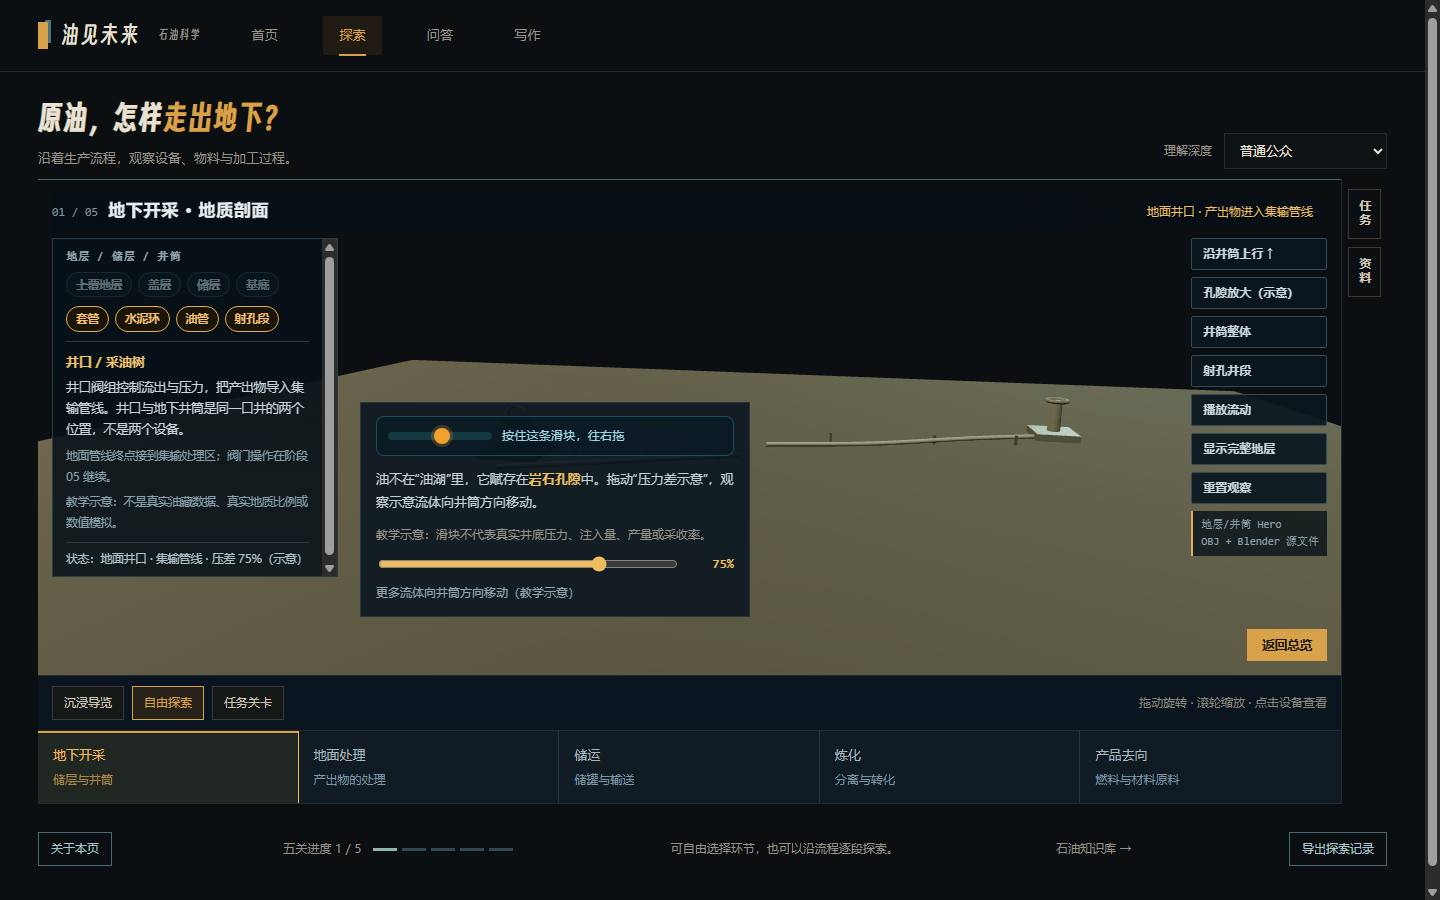 油见未来 石油科学 首页 探索 问答 写作
原油，怎样走出地下？
沿着生产流程，观察设备、物料与加工过程。
理解深度 普通公众
01 / 05 地下开采 · 地质剖面
地面井口 · 产出物进入集输管线
任务
资料
地层 / 储层 / 井筒
上覆地层 盖层 储层 基底
套管 水泥环 油管 射孔段
井口 / 采油树
井口阀组控制流出与压力，把产出物导入集
输管线。井口与地下井筒是同一口井的两个
位置，不是两个设备。
地面管线终点接到集输处理区；阀门操作在阶段
05 继续。
教学示意：不是真实油藏数据、真实地质比例或
数值模拟。
状态：地面井口 · 集输管线 · 压差 75%（示意）
按住这条滑块，往右拖
油不在“油湖”里，它赋存在岩石孔隙中。拖动“压力差示意”，观
察示意流体向井筒方向移动。
教学示意：滑块不代表真实井底压力、注入量、产量或采收率。
75%
更多流体向井筒方向移动（教学示意）
沿井筒上行 ↑
孔隙放大（示意）
井筒整体
射孔井段
播放流动
显示完整地层
重置观察
地层/井筒 Hero
OBJ + Blender 源文件
返回总览
沉浸导览 自由探索 任务关卡
拖动旋转 · 滚轮缩放 · 点击设备查看
地下开采
储层与井筒
地面处理
产出物的处理
储运
储罐与输送
炼化
分离与转化
产品去向
燃料与材料原料
关于本页
五关进度 1 / 5
可自由选择环节，也可以沿流程逐段探索。
石油知识库 →
导出探索记录